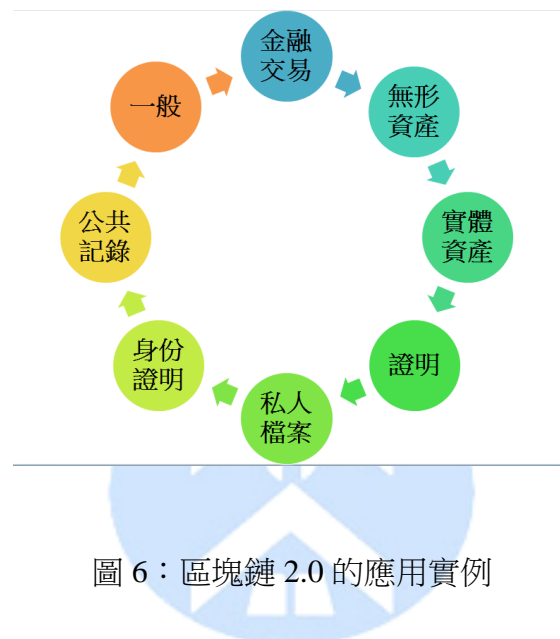 金融
交易
無形
資產
實體
資產
證明
私人
檔案
身份
證明
公共
記錄
一般
圖 6：區塊鏈 2.0 的應用實例